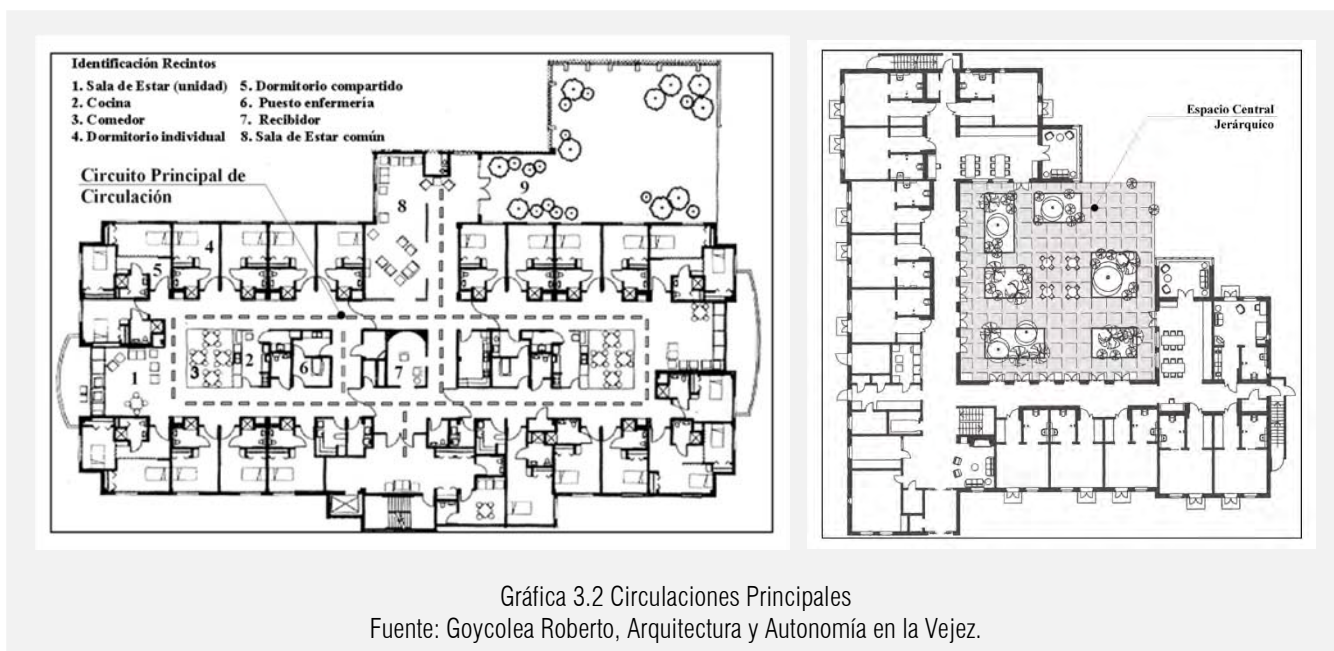 Identificación Recintos
1. Sala de Estar (unidad) 5. Dormitorio compartido
2. Cocina 6. Puesto enfermería
3. Comedor 7. Recibidor
4. Dormitorio individual 8. Sala de Estar común
Circuito Principal de
Circulación
9
8
4
5
3
2
6
7
1
Espacio Central
Jerárquico
Gráfica 3.2 Circulaciones Principales
Fuente: Goycolea Roberto, Arquitectura y Autonomía en la Vejez.